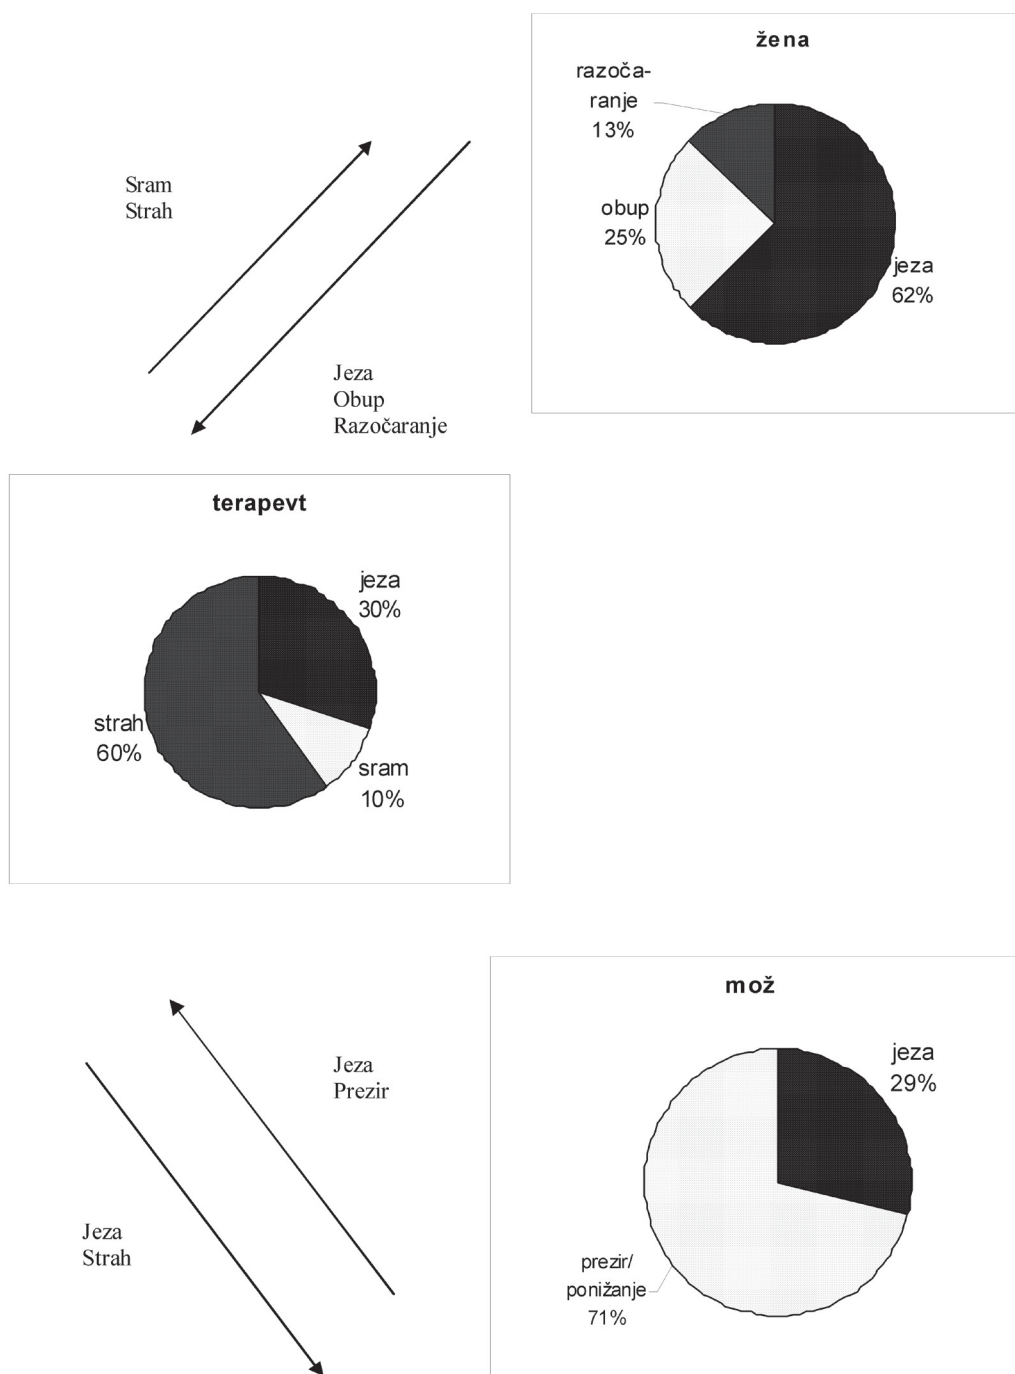 žena
razoča-
ranje
13%
obup
25%
jeza
62%
Sram
Strah
Jeza
Obup
Razočaranje
terapevt
jeza
30%
strah
60%
sram
10%
mož
jeza
29%
prezir/
ponižanje
71%
Jeza
Prezir
Jeza
Strah